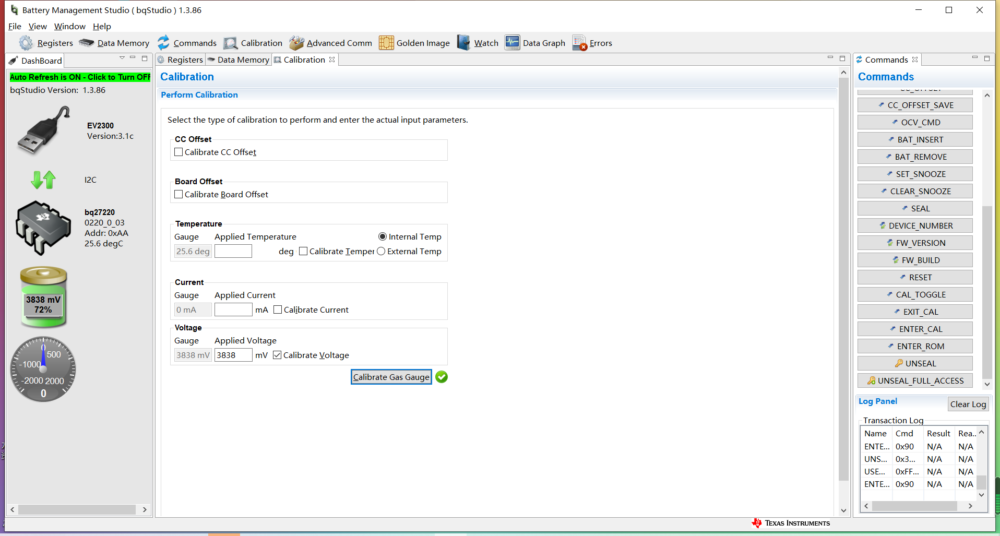 Battery Management Studio ( bqStudio ) 1.3.86
File View Window Help
Registers Data Memory Commands Calibration Advanced Comm Golden Image Watch Data Graph Errors
DashBoard
Auto Refresh is ON - Click to Turn OFF
bqStudio Version: 1.3.86
EV2300
Version:3.1c
I2C
bq27220
0220_0_03
Addr: 0xAA
25.6 degC
3838 mV
72%
0
500
-1000
-2000 2000
0
Registers Data Memory Calibration
Calibration
Perform Calibration
Select the type of calibration to perform and enter the actual input parameters.
CC Offset
Calibrate CC Offset
Board Offset
Calibrate Board Offset
Temperature
Gauge Applied Temperature Internal Temp
25.6 deg deg Calibrate Temper External Temp
Current
Gauge Applied Current
0 mA mA Calibrate Current
Voltage
Gauge Applied Voltage
3838 mV 3838 mV Calibrate Voltage
Calibrate Gas Gauge
Commands
Commands
CC_OFFSET
CC_OFFSET_SAVE
OCV_CMD
BAT_INSERT
BAT_REMOVE
SET_SNOOZE
CLEAR_SNOOZE
SEAL
DEVICE_NUMBER
FW_VERSION
FW_BUILD
RESET
CAL_TOGGLE
EXIT_CAL
ENTER_CAL
ENTER_ROM
UNSEAL
UNSEAL_FULL_ACCESS
Log Panel Clear Log
Transaction Log
Name Cmd Result Rea..
ENTE... 0x90 N/A N/A
UNS... 0x3... N/A N/A
USE... 0xFF... N/A N/A
ENTE... 0x90 N/A N/A
TEXAS INSTRUMENTS